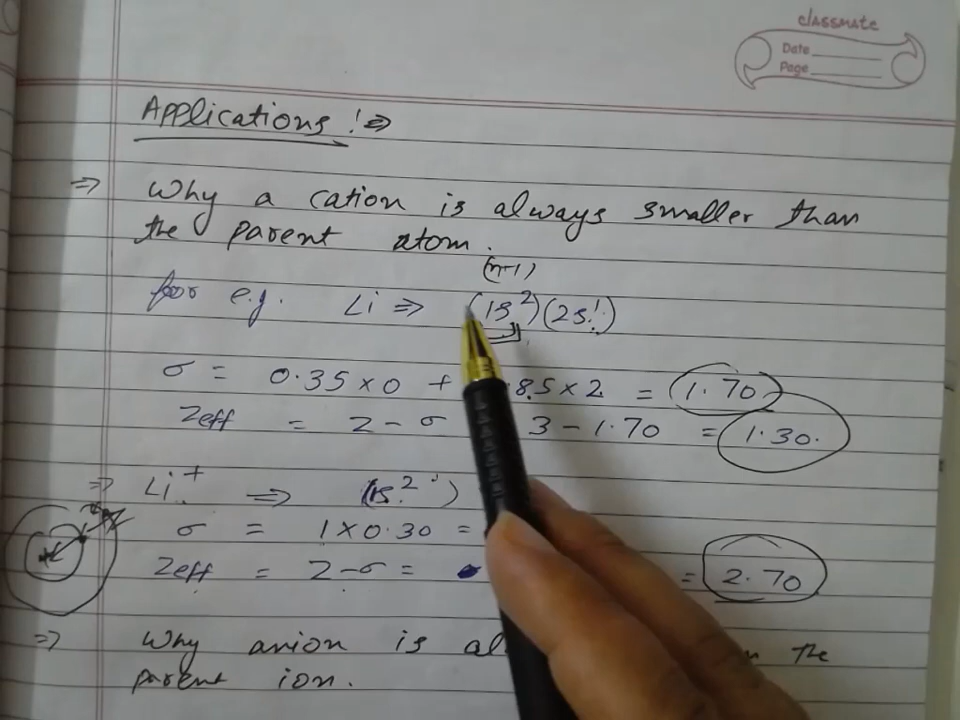 classmate
Date
Page
Applications :⇒
⇒ Why a cation is always smaller than
the parent atom.
(n-1)
for e.g. Li ⇒ (1s²)(2s¹)
σ = 0.35 x 0 + .85 x 2 = 1.70
Zeff = Z - σ 3 - 1.70 = 1.30.
⇒ Li⁺ ⇒ (1s²)
σ = 1 x 0.30 =
Zeff = Z - σ = = 2.70
⇒ Why anion is al the
parent ion.